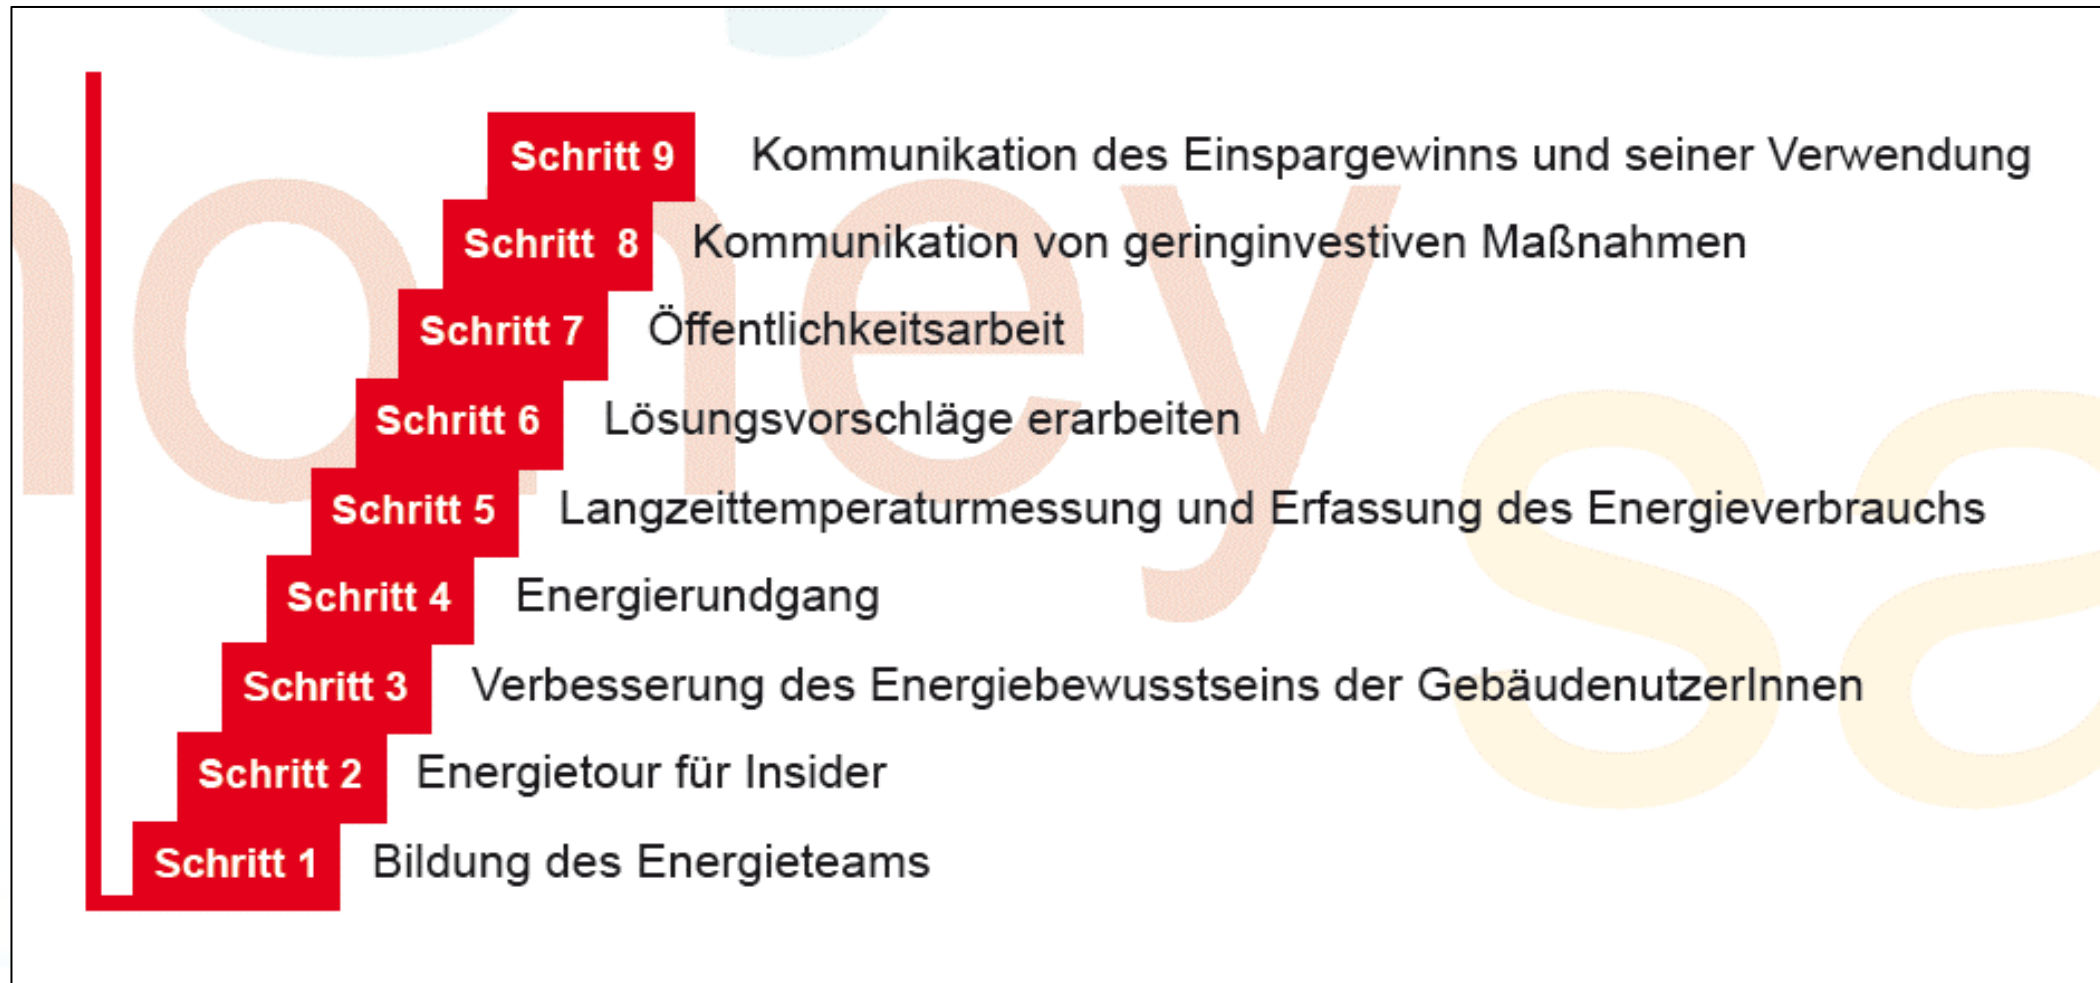 Schritt 9 Kommunikation des Einspargewinns und seiner Verwendung
Schritt 8 Kommunikation von geringinvestiven Maßnahmen
Schritt 7 Öffentlichkeitsarbeit
Schritt 6 Lösungsvorschläge erarbeiten
Schritt 5 Langzeittemperaturmessung und Erfassung des Energieverbrauchs
Schritt 4 Energierundgang
Schritt 3 Verbesserung des Energiebewusstseins der GebäudenutzerInnen
Schritt 2 Energietour für Insider
Schritt 1 Bildung des Energieteams